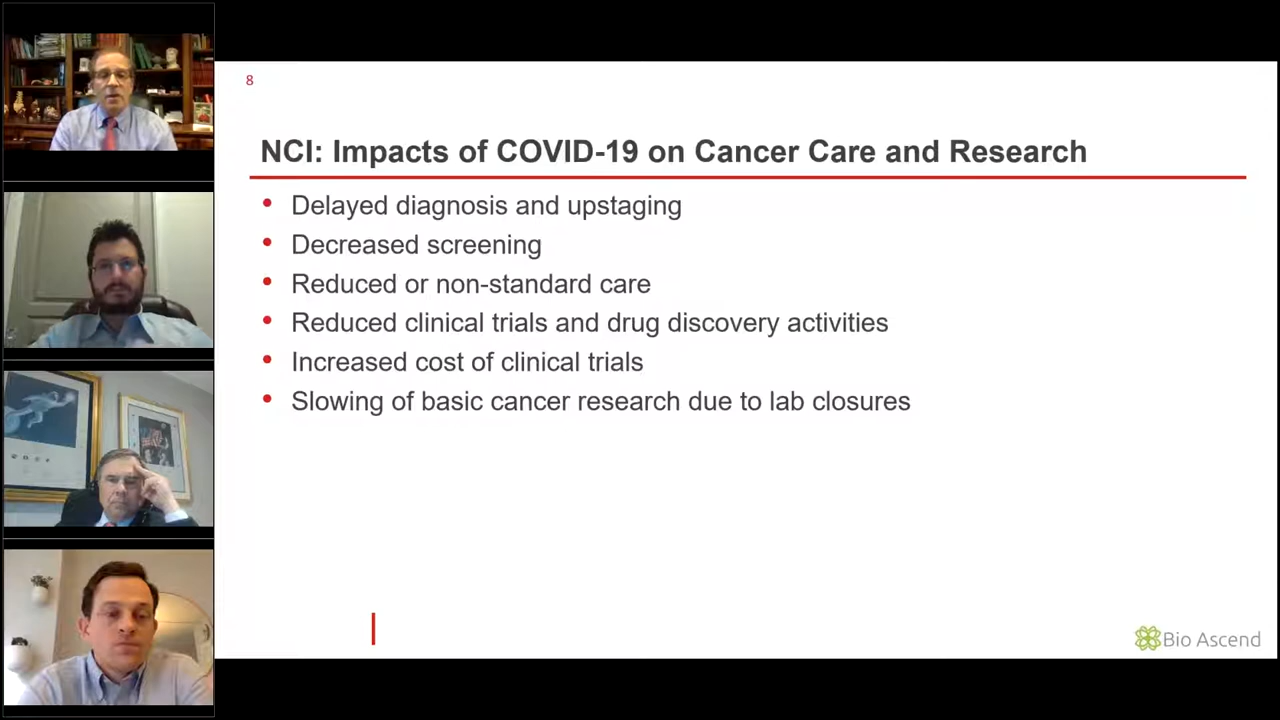 8
NCI: Impacts of COVID-19 on Cancer Care and Research
• Delayed diagnosis and upstaging
• Decreased screening
• Reduced or non-standard care
• Reduced clinical trials and drug discovery activities
• Increased cost of clinical trials
• Slowing of basic cancer research due to lab closures
Bio Ascend